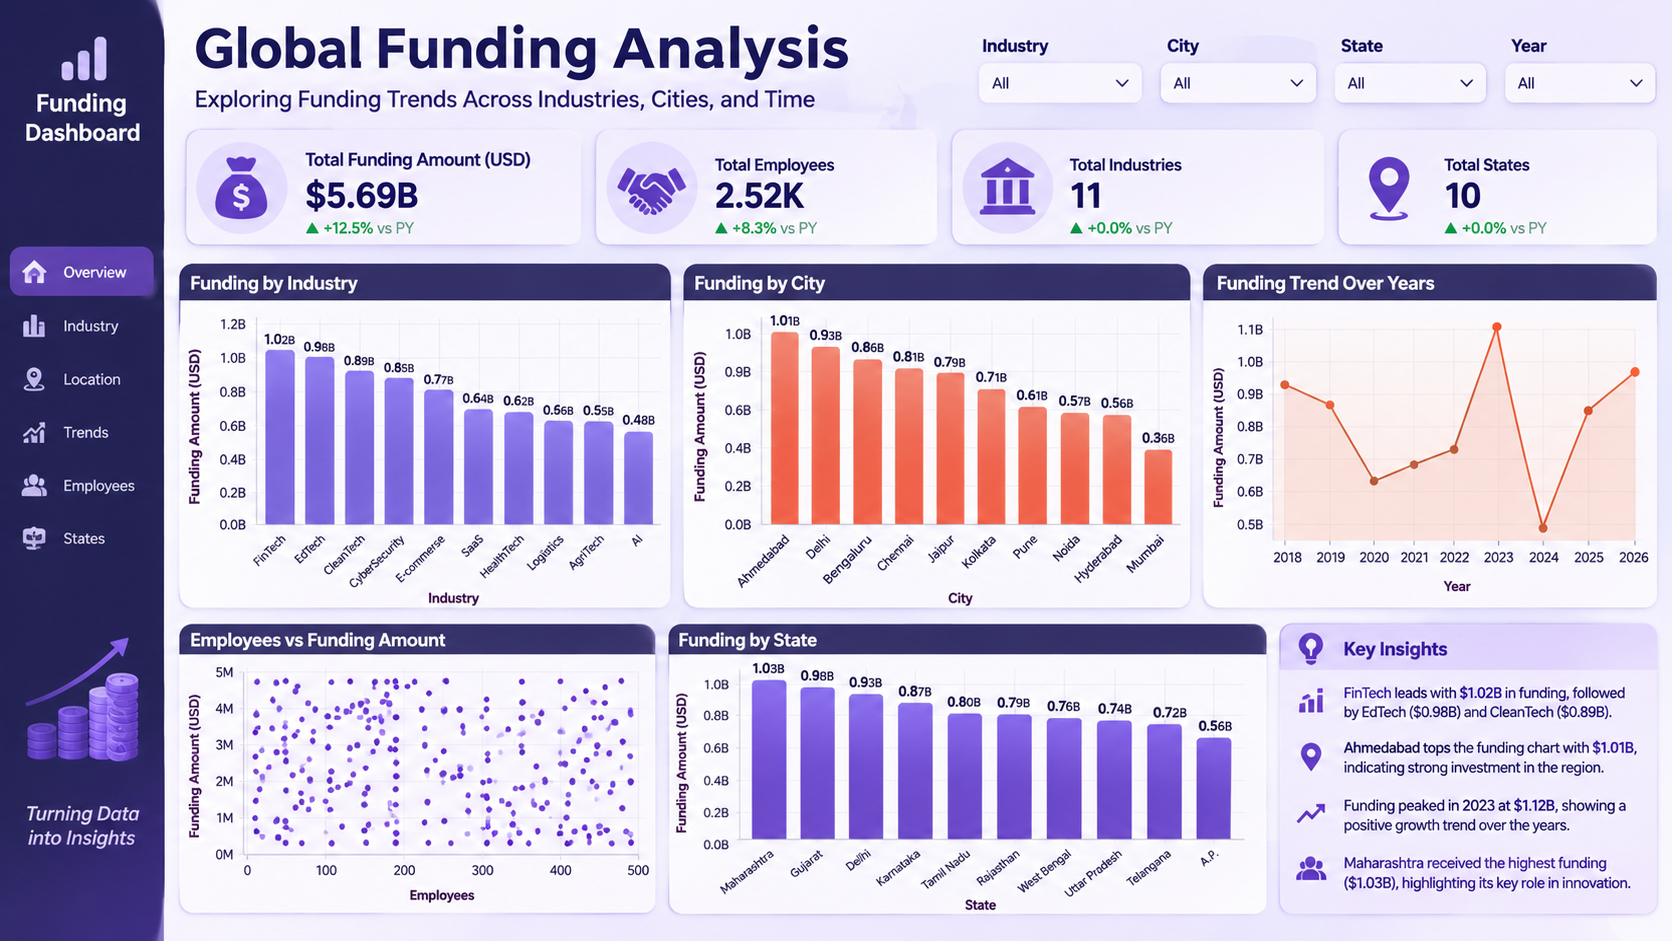 Funding
Dashboard
Overview
Industry
Location
Trends
Employees
States
Turning Data
into Insights
Global Funding Analysis
Exploring Funding Trends Across Industries, Cities, and Time
Industry
All
City
All
State
All
Year
All
Total Funding Amount (USD)
$5.69B
▲ +12.5% vs PY
Total Employees
2.52K
▲ +8.3% vs PY
Total Industries
11
▲ +0.0% vs PY
Total States
10
▲ +0.0% vs PY
Funding by Industry
Funding Amount (USD)
1.2B
1.0B
0.8B
0.6B
0.4B
0.2B
0.0B
1.02B
0.98B
0.89B
0.85B
0.77B
0.64B
0.62B
0.56B
0.55B
0.48B
FinTech
EdTech
CleanTech
CyberSecurity
E-commerse
SaaS
HealthTech
Logistics
AgriTech
AI
Industry
Funding by City
Funding Amount (USD)
1.0B
0.9B
0.6B
0.4B
0.2B
0.0B
1.01B
0.93B
0.86B
0.81B
0.79B
0.71B
0.61B
0.57B
0.56B
0.36B
Ahmedabad
Delhi
Bengaluru
Chennai
Jaipur
Kolkata
Pune
Noida
Hyderabad
Mumbai
City
Funding Trend Over Years
Funding Amount (USD)
1.1B
1.0B
0.9B
0.8B
0.7B
0.6B
0.5B
2018
2019
2020
2021
2022
2023
2024
2025
2026
Year
Employees vs Funding Amount
Funding Amount (USD)
5M
4M
3M
2M
1M
0M
0
100
200
300
400
500
Employees
Funding by State
Funding Amount (USD)
1.0B
0.8B
0.6B
0.4B
0.2B
0.0B
1.03B
0.98B
0.93B
0.87B
0.80B
0.79B
0.76B
0.74B
0.72B
0.56B
Maharashtra
Gujarat
Delhi
Karnataka
Tamil Nadu
Rajasthan
West Bengal
Uttar Pradesh
Telangana
A.P.
State
Key Insights
FinTech leads with $1.02B in funding, followed
by EdTech ($0.98B) and CleanTech ($0.89B).
Ahmedabad tops the funding chart with $1.01B,
indicating strong investment in the region.
Funding peaked in 2023 at $1.12B, showing a
positive growth trend over the years.
Maharashtra received the highest funding
($1.03B), highlighting its key role in innovation.